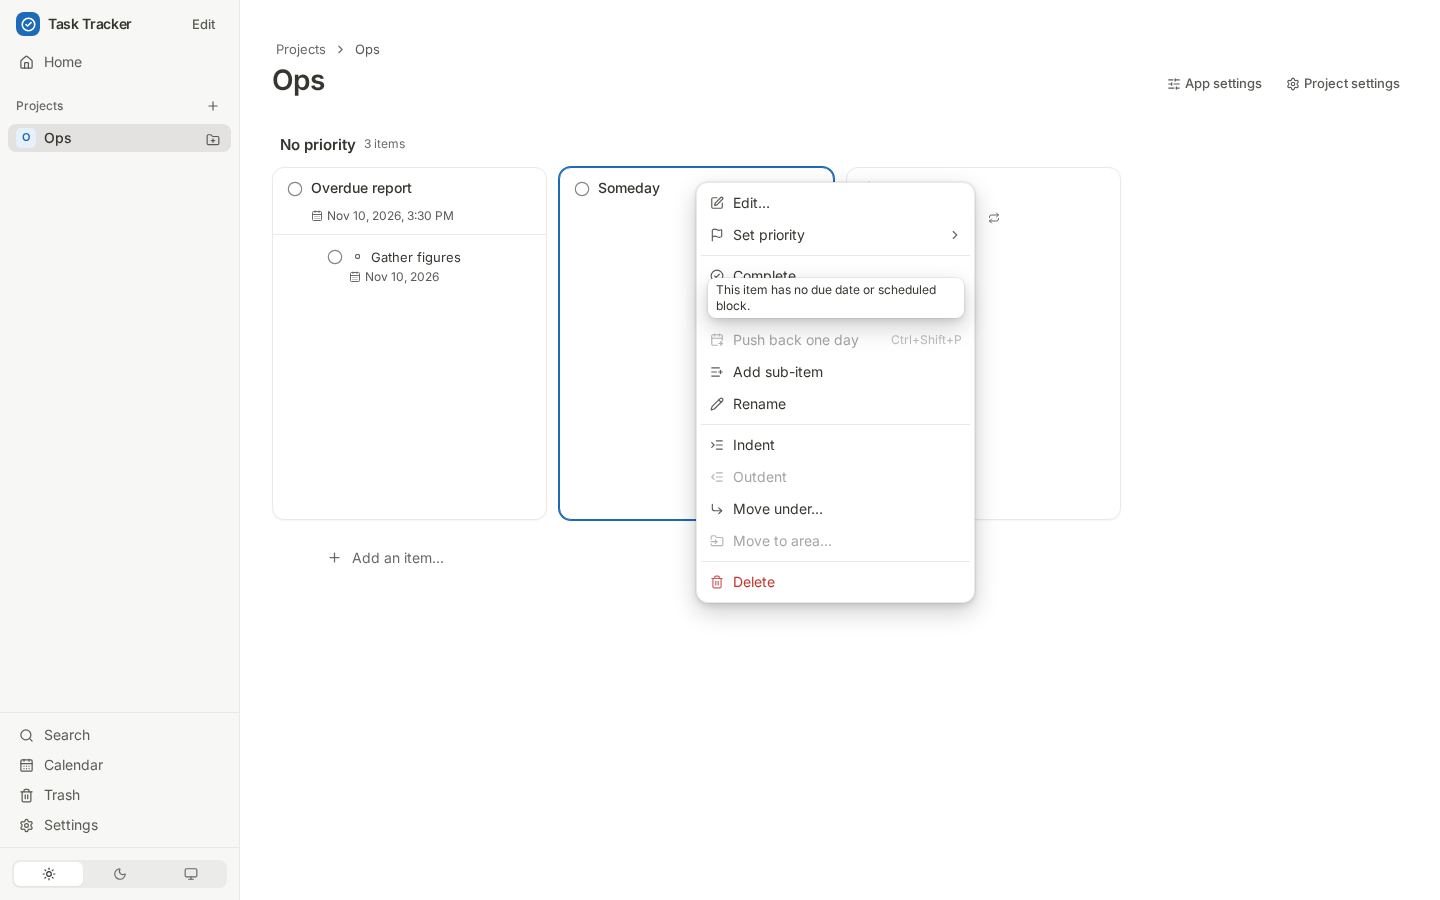 Task Tracker
Edit
Home
Projects
O
Ops
Search
Calendar
Trash
Settings
Projects
Ops
Ops
App settings
Project settings
No priority
3 items
Overdue report
Nov 10, 2026, 3:30 PM
Gather figures
Nov 10, 2026
Add an item...
Someday
Edit...
Set priority
Complete
This item has no due date or scheduled
block.
Push back one day
Ctrl+Shift+P
Add sub-item
Rename
Indent
Outdent
Move under...
Move to area...
Delete